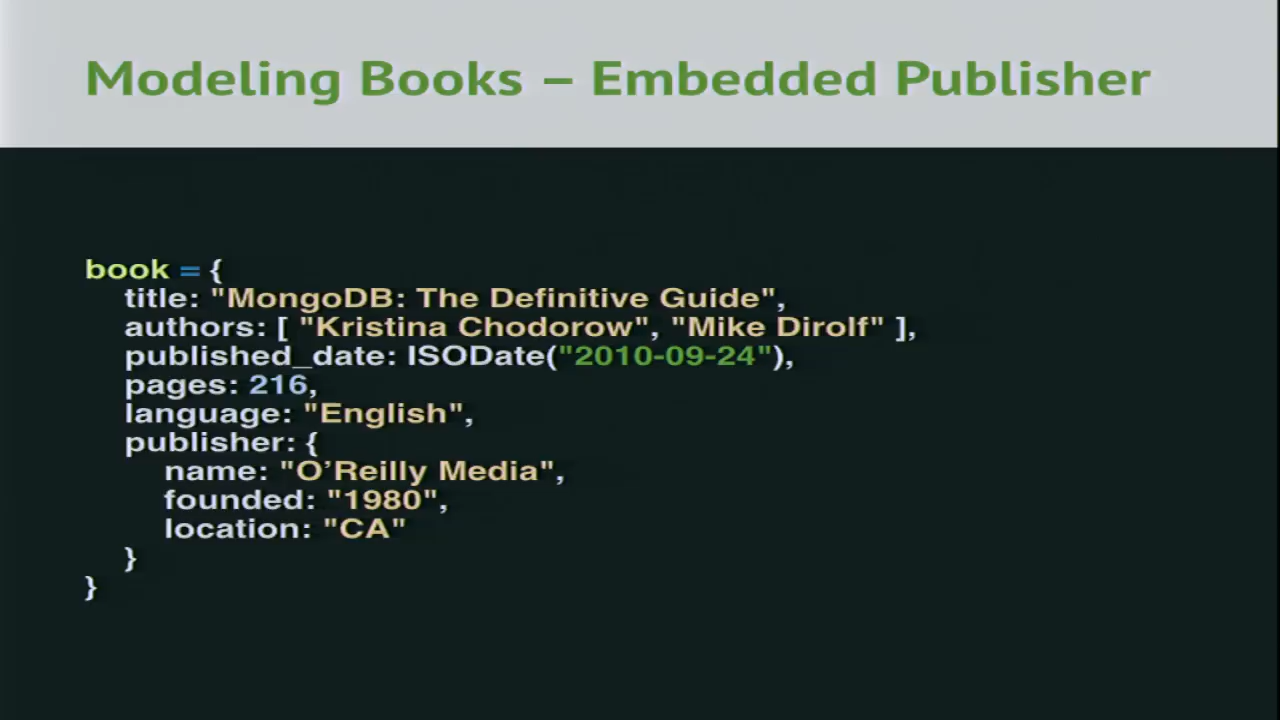 Modeling Books – Embedded Publisher
book = {
title: "MongoDB: The Definitive Guide",
authors: [ "Kristina Chodorow", "Mike Dirolf" ],
published_date: ISODate("2010-09-24"),
pages: 216,
language: "English",
publisher: {
name: "O’Reilly Media",
founded: "1980",
location: "CA"
}
}